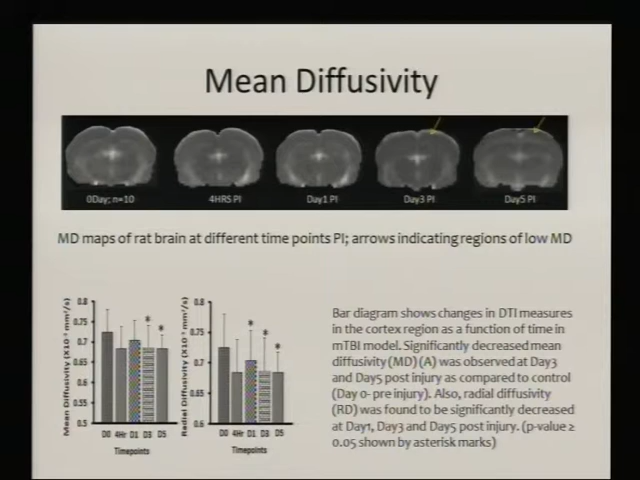 Mean Diffusivity
0Day; n=10
4HRS PI
Day1 PI
Day3 PI
Day5 PI
MD maps of rat brain at different time points PI; arrows indicating regions of low MD
Mean Diffusivity (X10⁻³ mm²/s)
0.8
0.75
0.7
0.65
0.6
0.55
0.5
* *
D0 4Hr D1 D3 D5
Timepoints
Radial Diffusivity (X10⁻³ mm²/s)
0.8
0.75
0.7
0.65
0.6
* * *
D0 4Hr D1 D3 D5
Timepoints
Bar diagram shows changes in DTI measures
in the cortex region as a function of time in
mTBI model. Significantly decreased mean
diffusivity (MD) (A) was observed at Day3
and Day5 post injury as compared to control
(Day 0- pre injury). Also, radial diffusivity
(RD) was found to be significantly decreased
at Day1, Day3 and Day5 post injury. (p-value ≥
0.05 shown by asterisk marks)